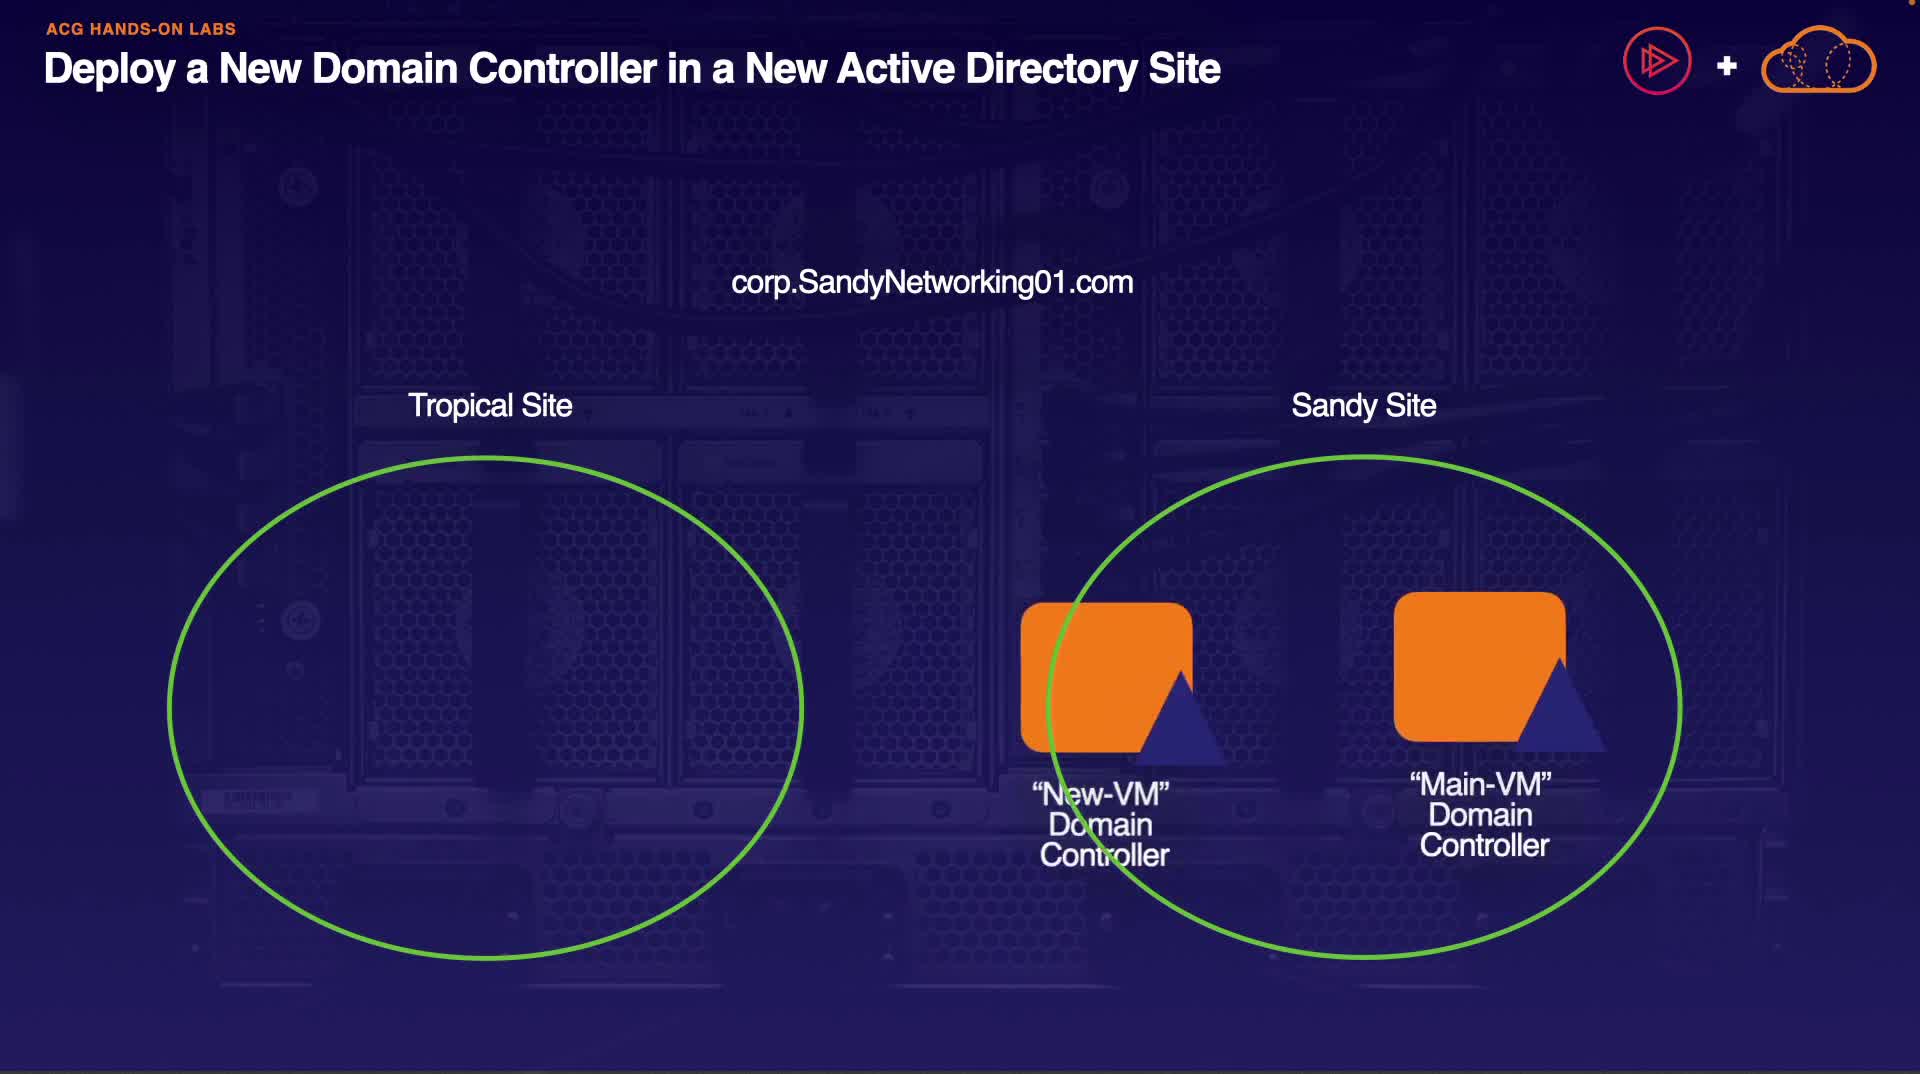 ACG HANDS-ON LABS
Deploy a New Domain Controller in a New Active Directory Site
+
corp.SandyNetworking01.com
Tropical Site
Sandy Site
“New-VM”
Domain
Controller
“Main-VM”
Domain
Controller